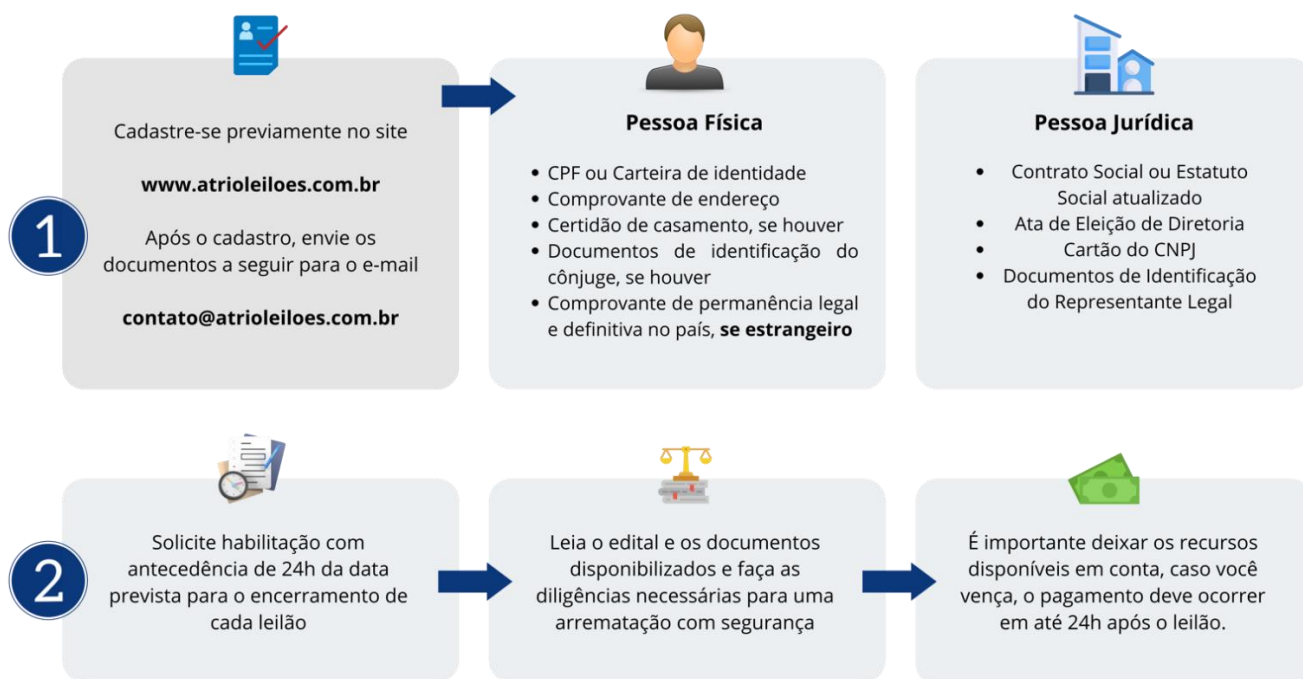 1
Cadastre-se previamente no site
www.atrioleiloes.com.br
Após o cadastro, envie os
documentos a seguir para o e-mail
contato@atrioleiloes.com.br
Pessoa Física
• CPF ou Carteira de identidade
• Comprovante de endereço
• Certidão de casamento, se houver
• Documentos de identificação do
cônjuge, se houver
• Comprovante de permanência legal
e definitiva no país, se estrangeiro
Pessoa Jurídica
• Contrato Social ou Estatuto
Social atualizado
• Ata de Eleição de Diretoria
• Cartão do CNPJ
• Documentos de Identificação
do Representante Legal
2
Solicite habilitação com
antecedência de 24h da data
prevista para o encerramento de
cada leilão
Leia o edital e os documentos
disponibilizados e faça as
diligências necessárias para uma
arrematação com segurança
É importante deixar os recursos
disponíveis em conta, caso você
vença, o pagamento deve ocorrer
em até 24h após o leilão.